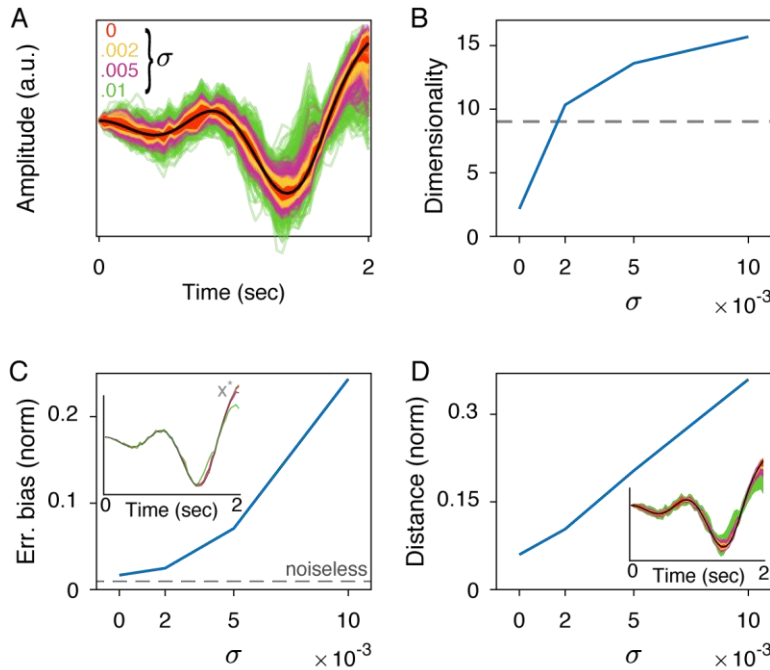 A
0
.002
.005
.01
} σ
Amplitude (a.u.)
0
2
Time (sec)
B
15
10
5
0
Dimensionality
0
2
5
10
σ
×10⁻³
C
0.2
0.1
0
Err. bias (norm)
x*
0
2
Time (sec)
noiseless
0
2
5
10
σ
×10⁻³
D
0.3
0.15
0
Distance (norm)
0
2
Time (sec)
0
2
5
10
σ
×10⁻³